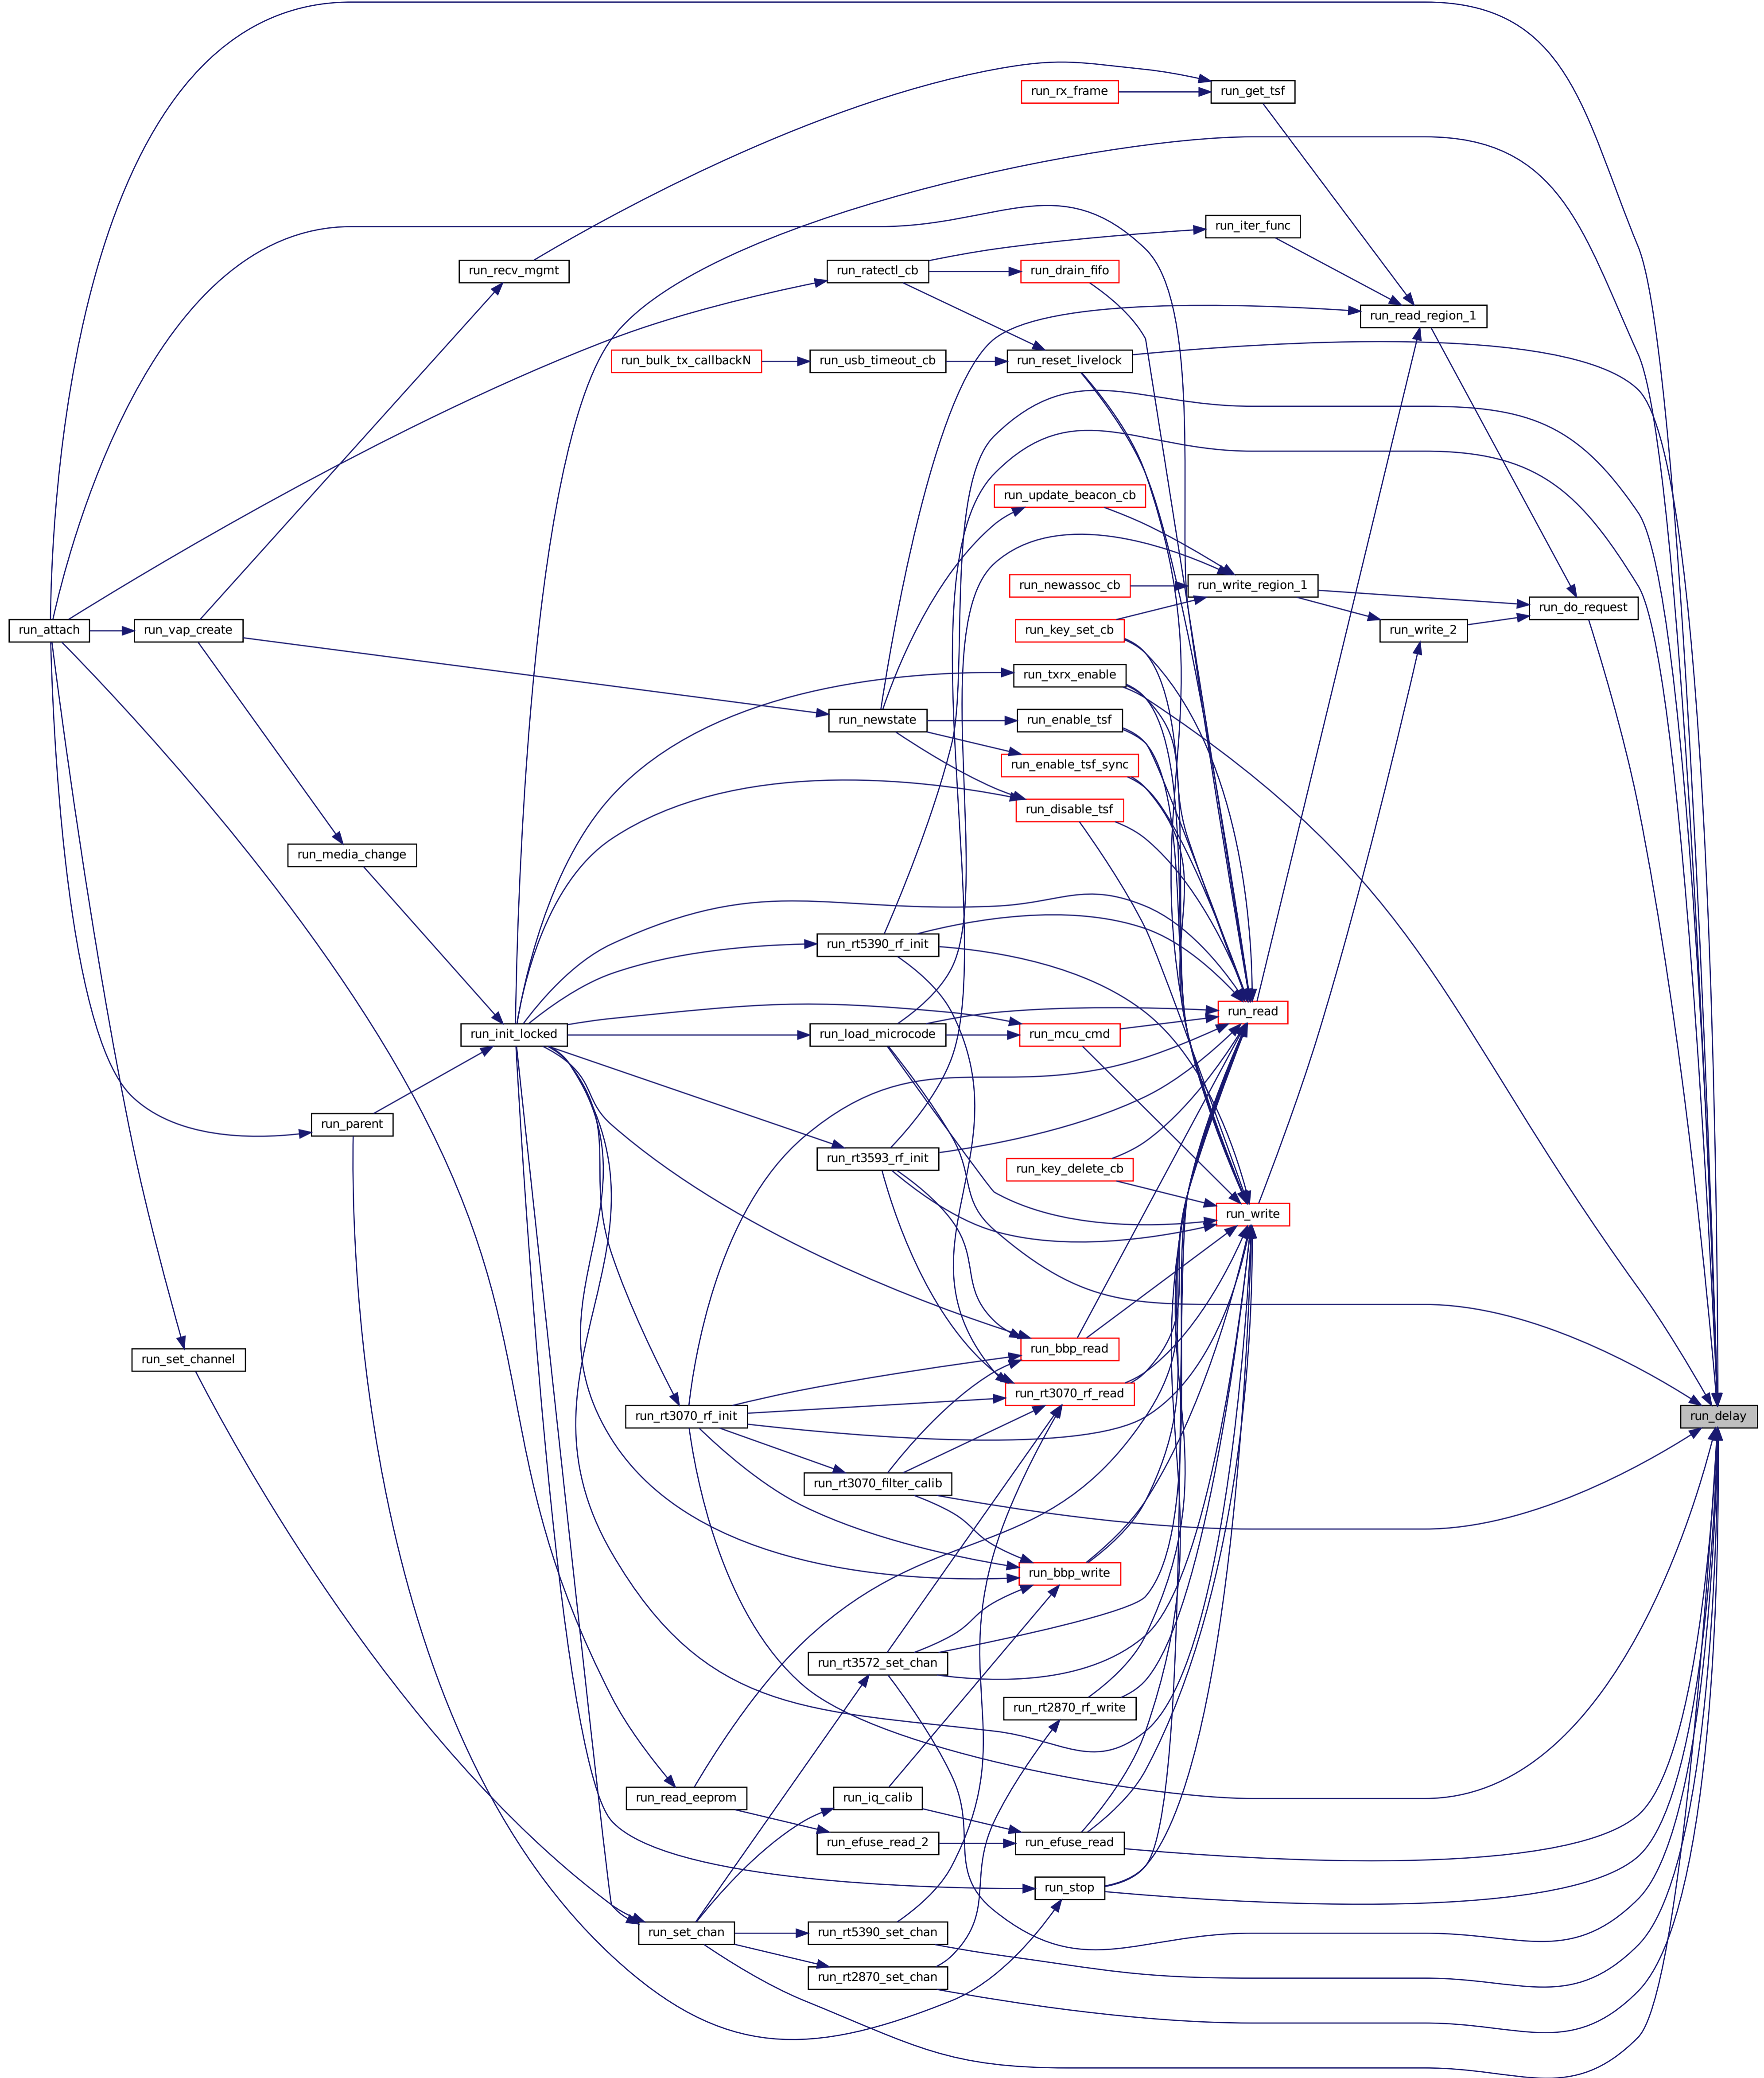 run_rx_frame
run_get_tsf
run_iter_func
run_recv_mgmt
run_ratectl_cb
run_drain_fifo
run_read_region_1
run_bulk_tx_callbackN
run_usb_timeout_cb
run_reset_livelock
run_update_beacon_cb
run_newassoc_cb
run_write_region_1
run_do_request
run_attach
run_vap_create
run_key_set_cb
run_write_2
run_txrx_enable
run_newstate
run_enable_tsf
run_enable_tsf_sync
run_disable_tsf
run_media_change
run_rt5390_rf_init
run_read
run_init_locked
run_load_microcode
run_mcu_cmd
run_parent
run_rt3593_rf_init
run_key_delete_cb
run_write
run_set_channel
run_bbp_read
run_rt3070_rf_read
run_rt3070_rf_init
run_delay
run_rt3070_filter_calib
run_bbp_write
run_rt3572_set_chan
run_rt2870_rf_write
run_read_eeprom
run_iq_calib
run_efuse_read_2
run_efuse_read
run_stop
run_set_chan
run_rt5390_set_chan
run_rt2870_set_chan